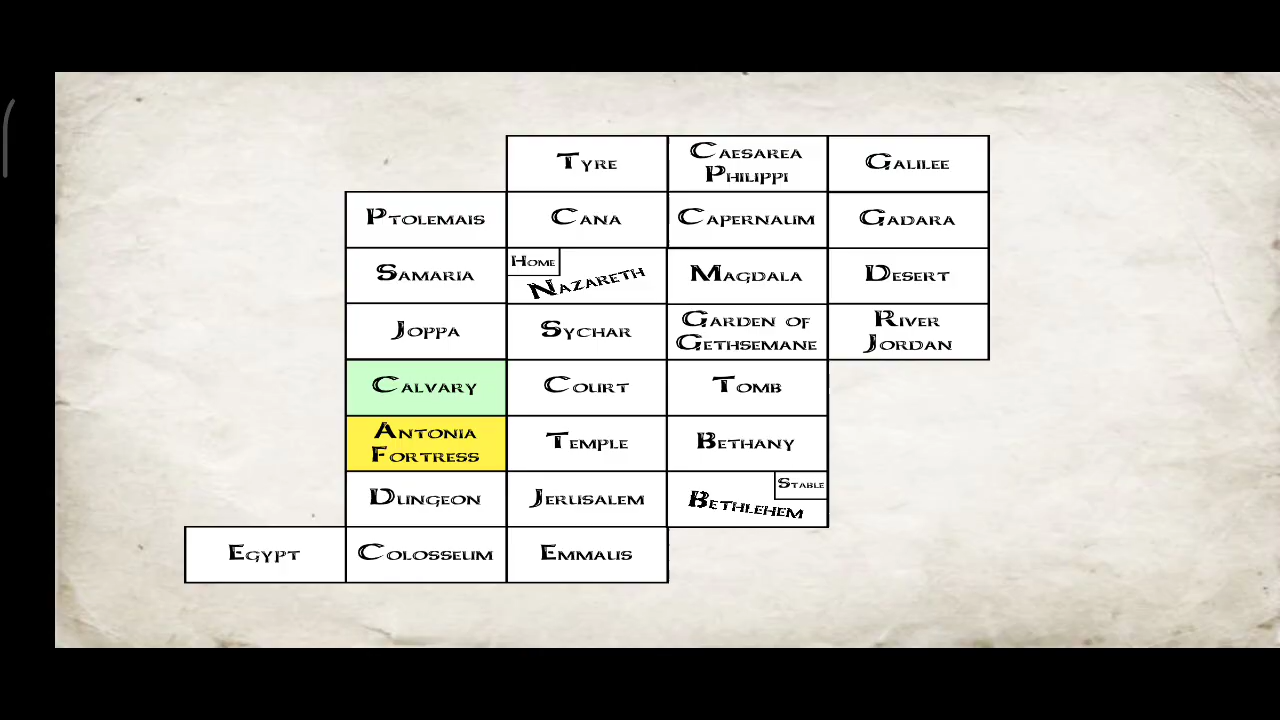 Tyre
Caesarea
Philippi
Galilee
Ptolemais
Cana
Capernaum
Gadara
Samaria
Home
Nazareth
Magdala
Desert
Joppa
Sychar
Garden of
Gethsemane
River
Jordan
Calvary
Court
Tomb
Antonia
Fortress
Temple
Bethany
Dungeon
Jerusalem
Stable
Bethlehem
Egypt
Colosseum
Emmaus